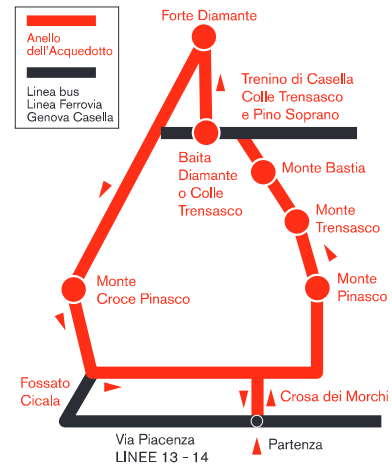 Forte Diamante
Anello
dell'Acquedotto
Linea bus
Linea Ferrovia
Genova Casella
Trenino di Casella
Colle Trensasco
e Pino Soprano
Baita
Diamante
o Colle
Trensasco
Monte Bastia
Monte
Trensasco
Monte
Croce Pinasco
Monte
Pinasco
Fossato
Cicala
Crosa dei Morchi
Via Piacenza
LINEE 13 - 14
Partenza